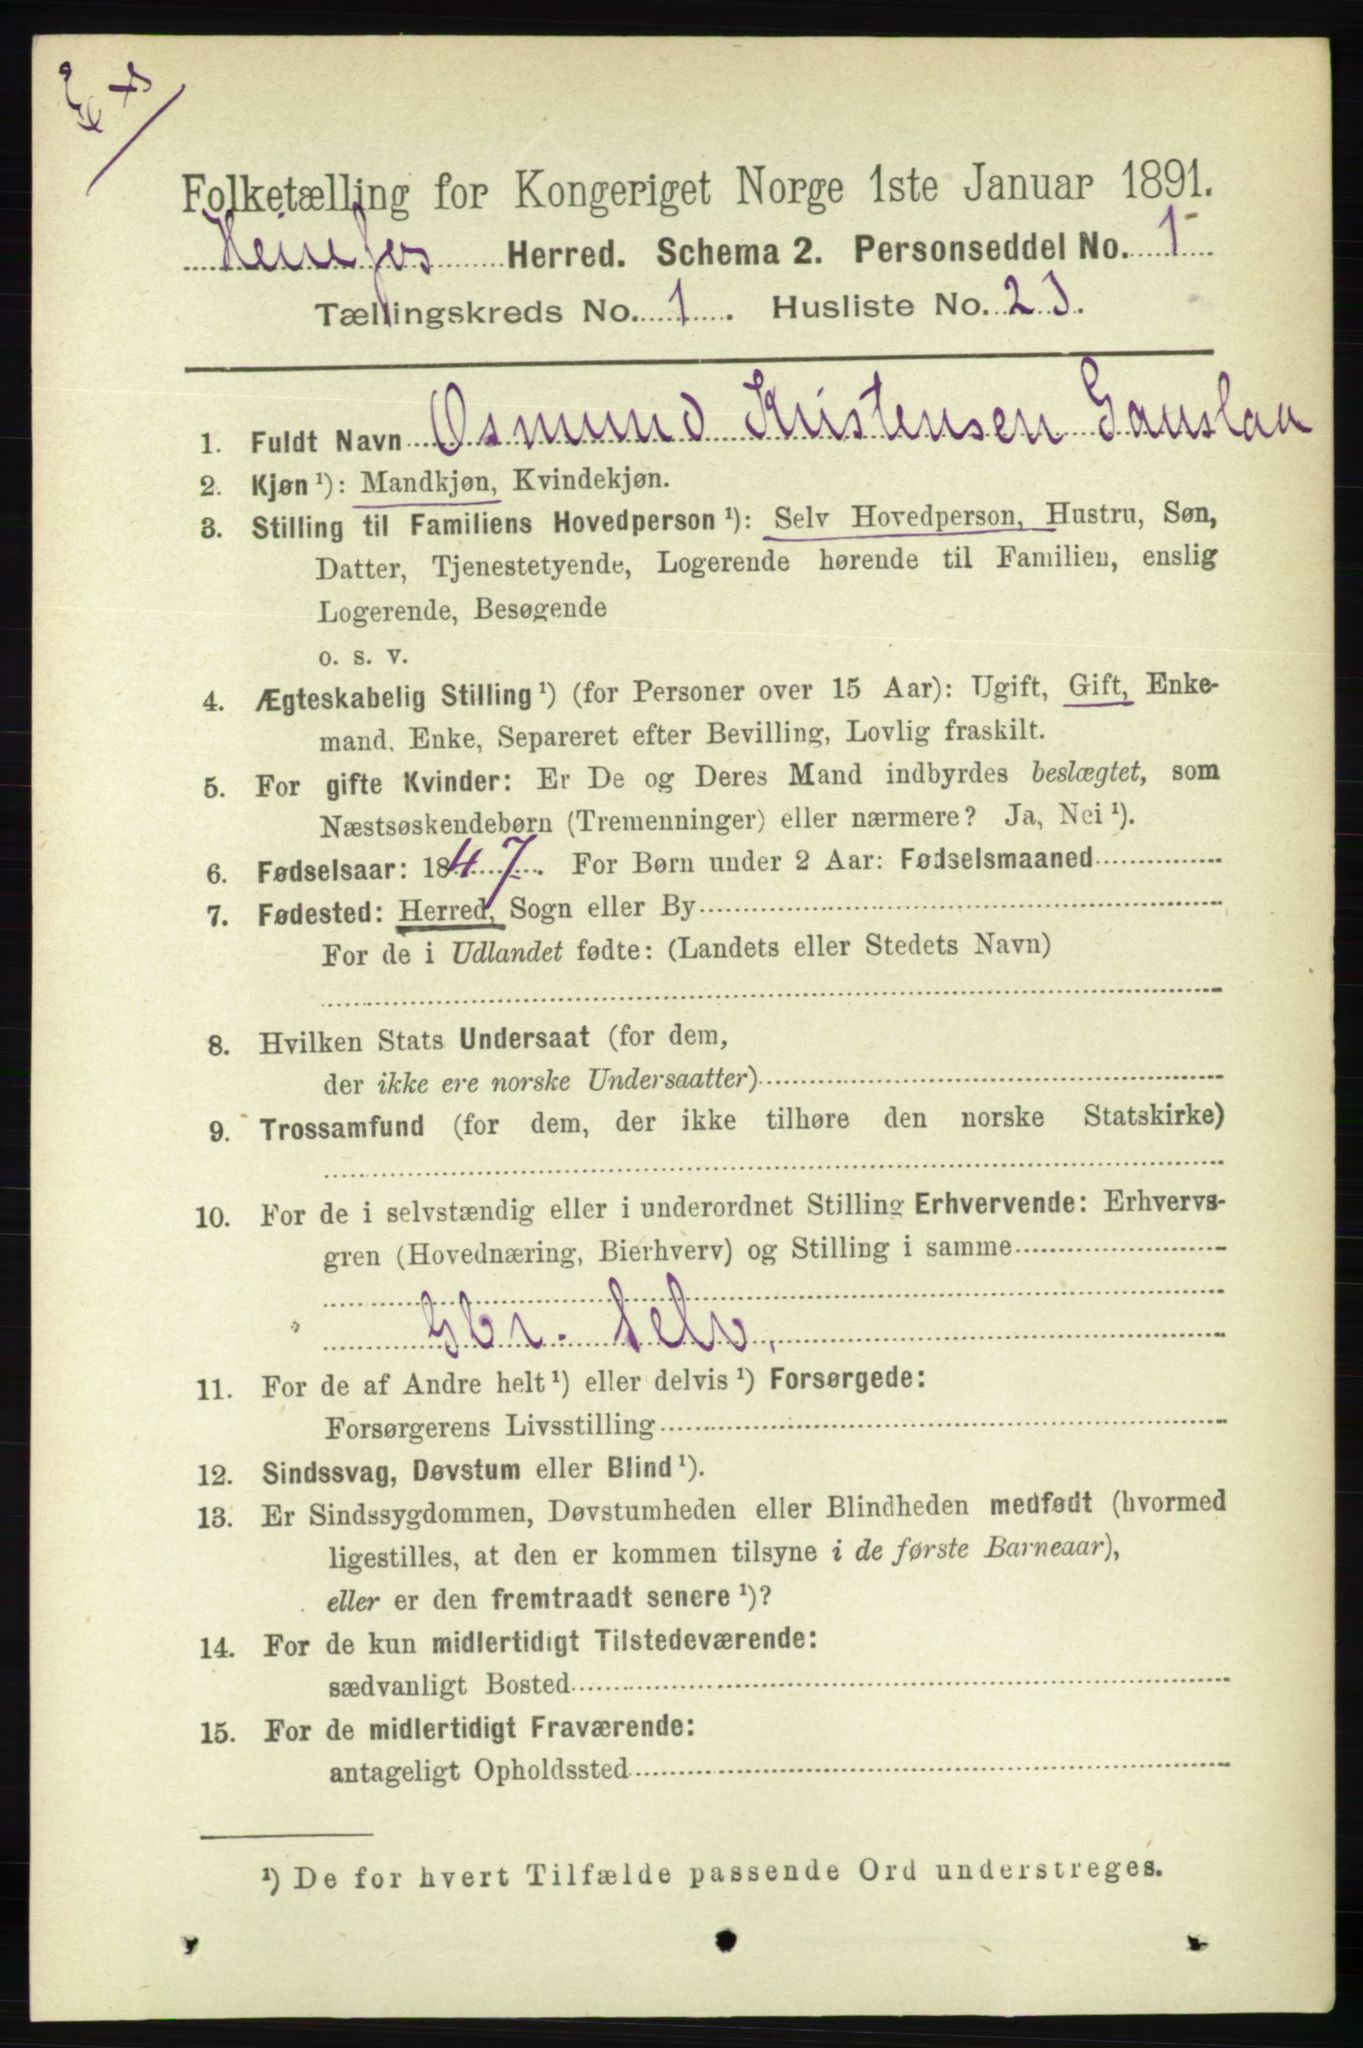 Folketælling for Kongeriget Norge 1ste Januar 1891.
Herefos Herred. Schema 2. Personseddel No. 1
Tællingskreds No. 1. Husliste No. 23.
1. Fuldt Navn Osmund Kristensen Gauslaa
2. Kjøn ¹): Mandkjøn, Kvindekjøn.
3. Stilling til Familiens Hovedperson ¹): Selv Hovedperson, Hustru, Søn,
Datter, Tjenestetyende, Logerende hørende til Familien, enslig
Logerende, Besøgende
o. s. v.
4. Ægteskabelig Stilling ¹) (for Personer over 15 Aar): Ugift, Gift, Enke-
mand, Enke, Separeret efter Bevilling, Lovlig fraskilt.
5. For gifte Kvinder: Er De og Deres Mand indbyrdes beslægtet, som
Næstsøskendebørn (Tremenninger) eller nærmere? Ja, Nei ¹).
6. Fødselsaar: 1847. For Børn under 2 Aar: Fødselsmaaned
7. Fødested: Herred, Sogn eller By
For de i Udlandet fødte: (Landets eller Stedets Navn)
8. Hvilken Stats Undersaat (for dem,
der ikke ere norske Undersaatter)
9. Trossamfund (for dem, der ikke tilhøre den norske Statskirke)
10. For de i selvstændig eller i underordnet Stilling Erhvervende: Erhvervs-
gren (Hovednæring, Bierhverv) og Stilling i samme
Gbr. Selv,
11. For de af Andre helt ¹) eller delvis ¹) Forsørgede:
Forsørgerens Livsstilling
12. Sindssvag, Døvstum eller Blind ¹).
13. Er Sindssygdommen, Døvstumheden eller Blindheden medfødt (hvormed
ligestilles, at den er kommen tilsyne i de første Barneaar),
eller er den fremtraadt senere ¹)?
14. For de kun midlertidigt Tilstedeværende:
sædvanligt Bosted
15. For de midlertidigt Fraværende:
antageligt Opholdssted
¹) De for hvert Tilfælde passende Ord understreges.